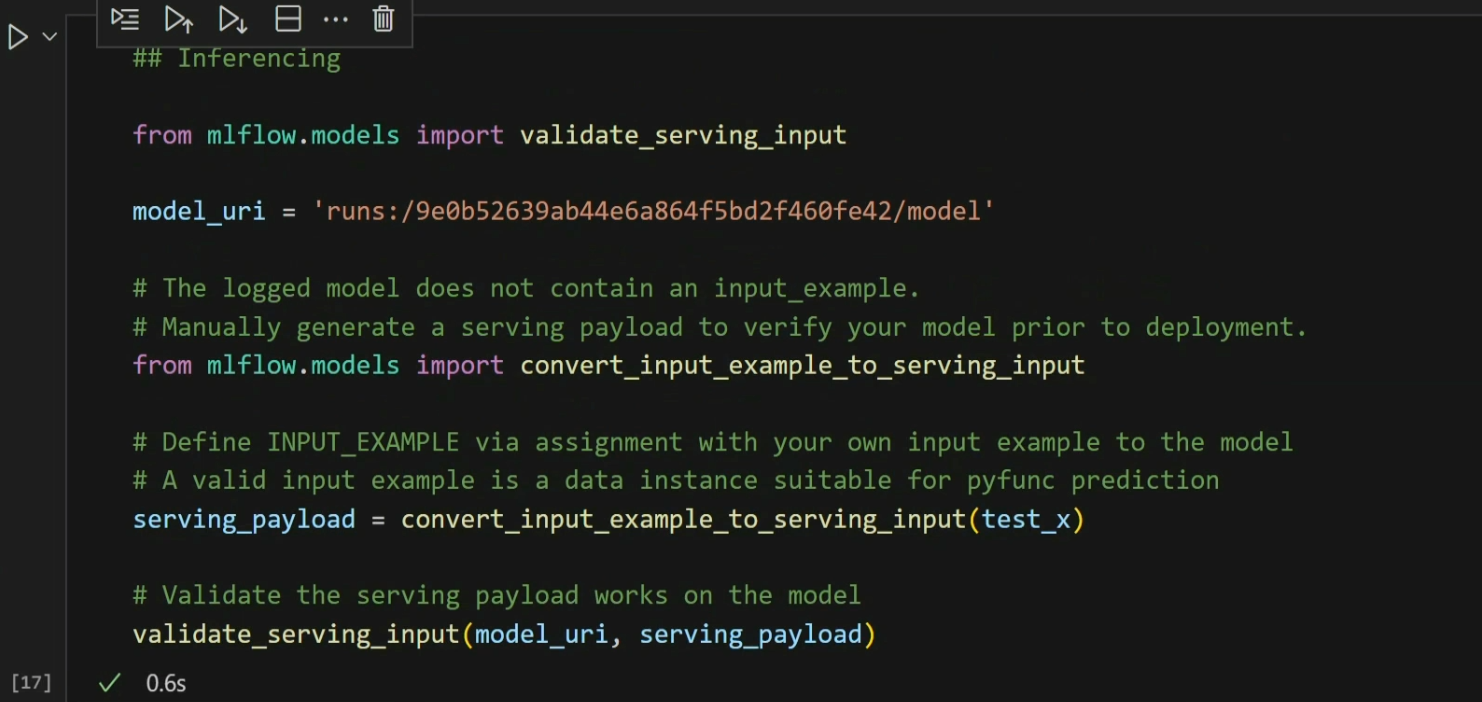 ## Inferencing
from mlflow.models import validate_serving_input
model_uri = 'runs:/9e0b52639ab44e6a864f5bd2f460fe42/model'
# The logged model does not contain an input_example.
# Manually generate a serving payload to verify your model prior to deployment.
from mlflow.models import convert_input_example_to_serving_input
# Define INPUT_EXAMPLE via assignment with your own input example to the model
# A valid input example is a data instance suitable for pyfunc prediction
serving_payload = convert_input_example_to_serving_input(test_x)
# Validate the serving payload works on the model
validate_serving_input(model_uri, serving_payload)
[17] 0.6s